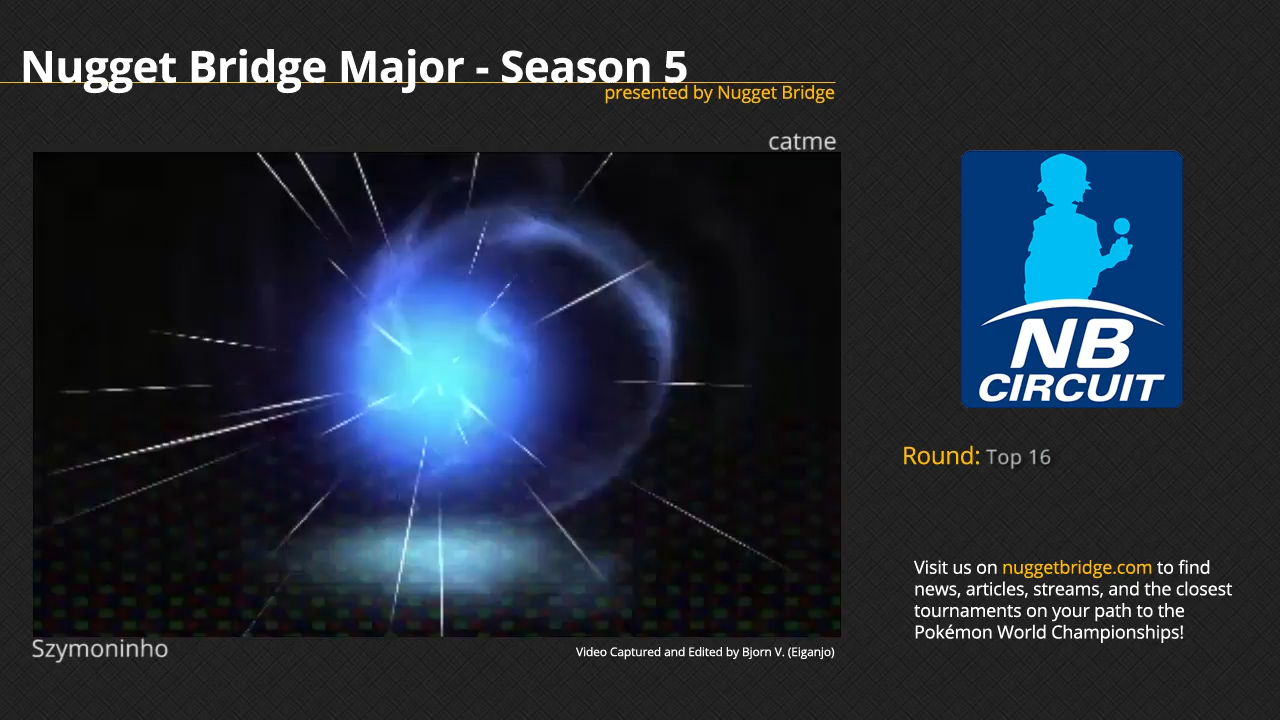 Nugget Bridge Major - Season 5
presented by Nugget Bridge
catme
NB
CIRCUIT
Round: Top 16
Visit us on nuggetbridge.com to find
news, articles, streams, and the closest
tournaments on your path to the
Pokémon World Championships!
Szymoninho
Video Captured and Edited by Bjorn V. (Eiganjo)